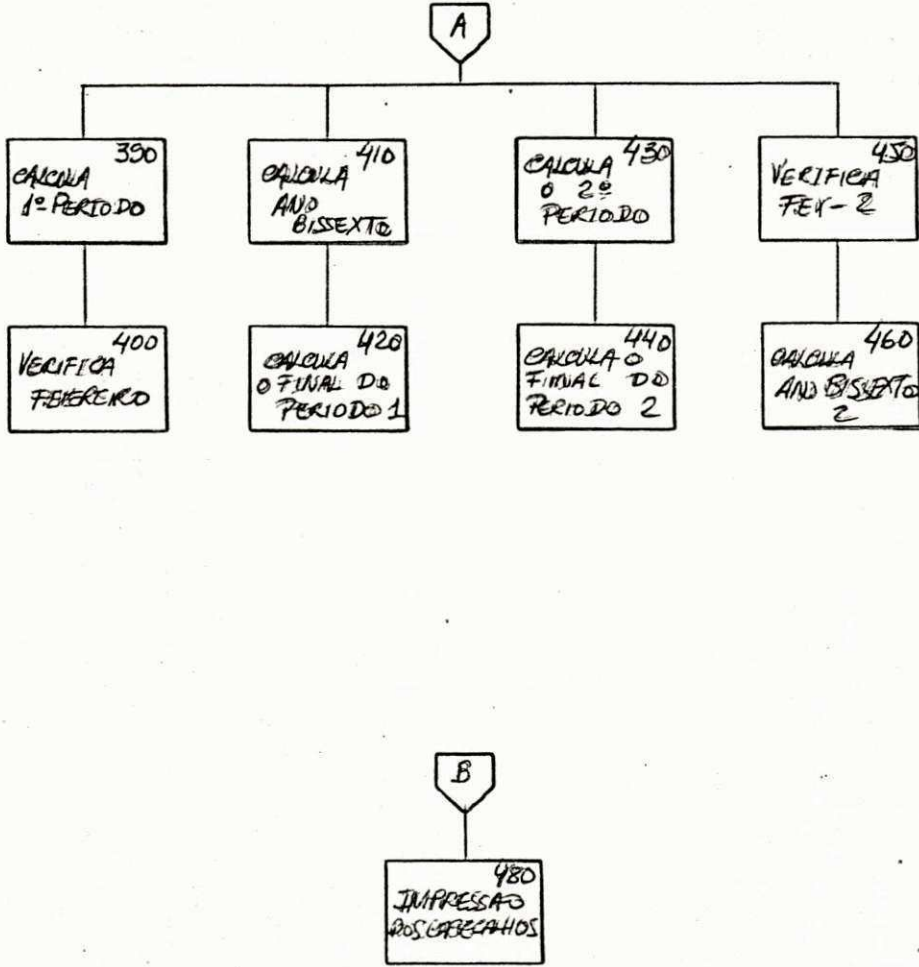 A
390
CALCULA
1º PERIODO
410
CALCULA
ANO
BISSEXTO
430
CALCULA
O 2º
PERIODO
450
VERIFICA
FEV-2
400
VERIFICA
FEVEREIRO
420
CALCULA
O FINAL DO
PERIODO 1
440
CALCULA O
FINAL DO
PERIODO 2
460
CALCULA
ANO BISSEXTO
2
B
480
IMPRESSAO
DOS CABECALHOS